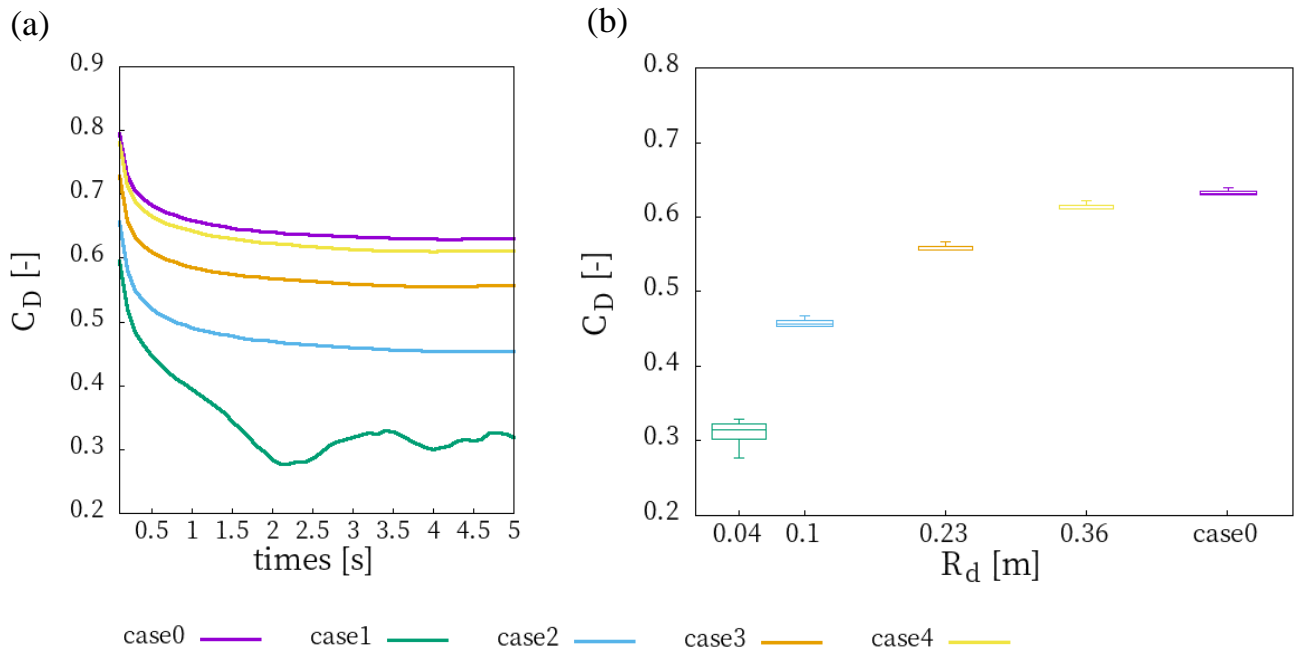 (a)
0.9
0.8
0.7
0.6
0.5
0.4
0.3
0.2
C_D [-]
0.5 1 1.5 2 2.5 3 3.5 4 4.5 5
times [s]
(b)
0.8
0.7
0.6
0.5
0.4
0.3
0.2
C_D [-]
0.04 0.1 0.23 0.36 case0
R_d [m]
case0 case1 case2 case3 case4